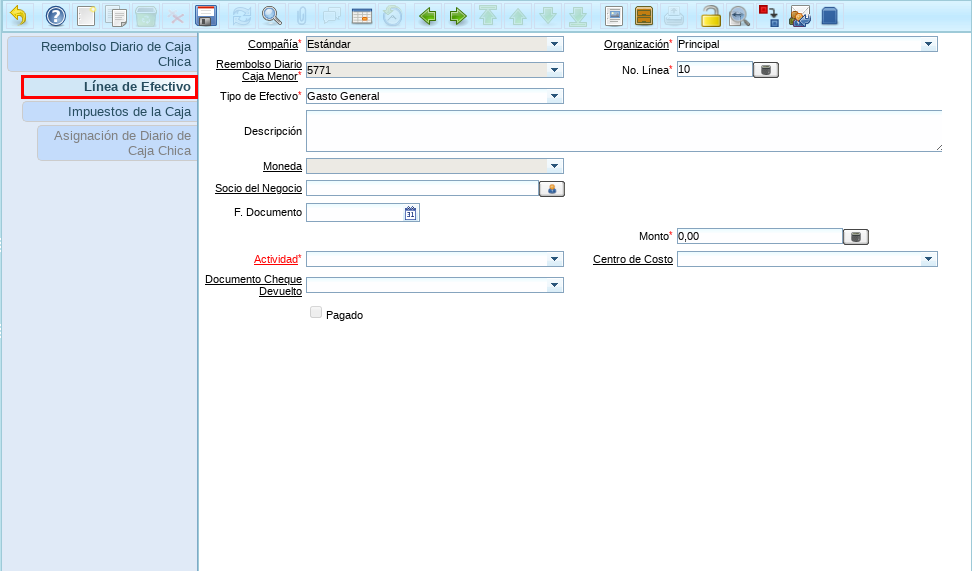 Reembolso Diario de Caja
Chica
Línea de Efectivo
Impuestos de la Caja
Asignación de Diario de
Caja Chica
Compañía* Estándar Organización* Principal
Reembolso Diario
Caja Menor* 5771 No. Línea* 10
Tipo de Efectivo* Gasto General
Descripción
Moneda
Socio del Negocio
F. Documento 31
Monto* 0,00
Actividad* Centro de Costo
Documento Cheque
Devuelto
Pagado